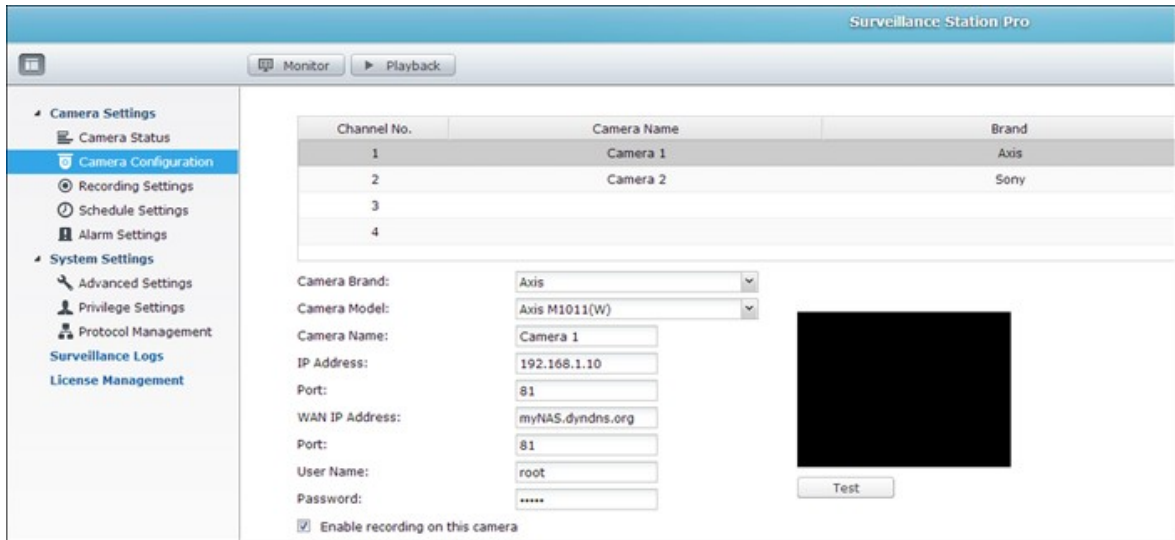 Surveillance Station Pro
Monitor Playback
Camera Settings
Camera Status
Camera Configuration
Recording Settings
Schedule Settings
Alarm Settings
System Settings
Advanced Settings
Privilege Settings
Protocol Management
Surveillance Logs
License Management
Channel No. Camera Name Brand
1 Camera 1 Axis
2 Camera 2 Sony
3
4
Camera Brand: Axis
Camera Model: Axis M1011(W)
Camera Name: Camera 1
IP Address: 192.168.1.10
Port: 81
WAN IP Address: myNAS.dyndns.org
Port: 81
User Name: root
Password: •••••
Test
Enable recording on this camera